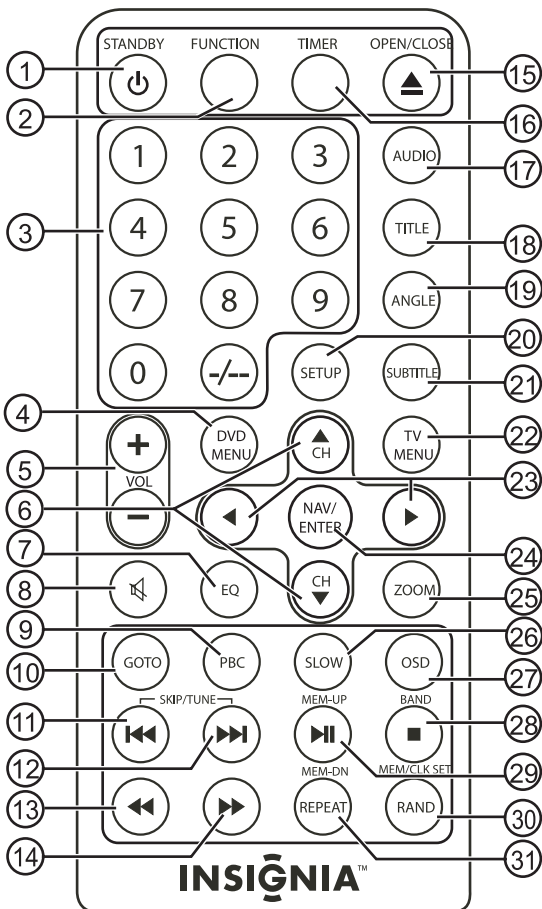 STANDBY FUNCTION TIMER OPEN/CLOSE
1 15
2 16
1 2 3 AUDIO 17
3 4 5 6 TITLE 18
7 8 9 ANGLE 19
20
0 -/-- SETUP SUBTITLE 21
4 DVD MENU CH TV MENU 22
+
5 VOL 23
6 NAV/ENTER
− 24
7
8 EQ CH ZOOM 25
9 26
10 GOTO PBC SLOW OSD 27
SKIP/TUNE MEM-UP BAND
11 28
12 29
MEM-DN MEM/CLK SET
13 REPEAT RAND 30
14 31
INSIGNIA™